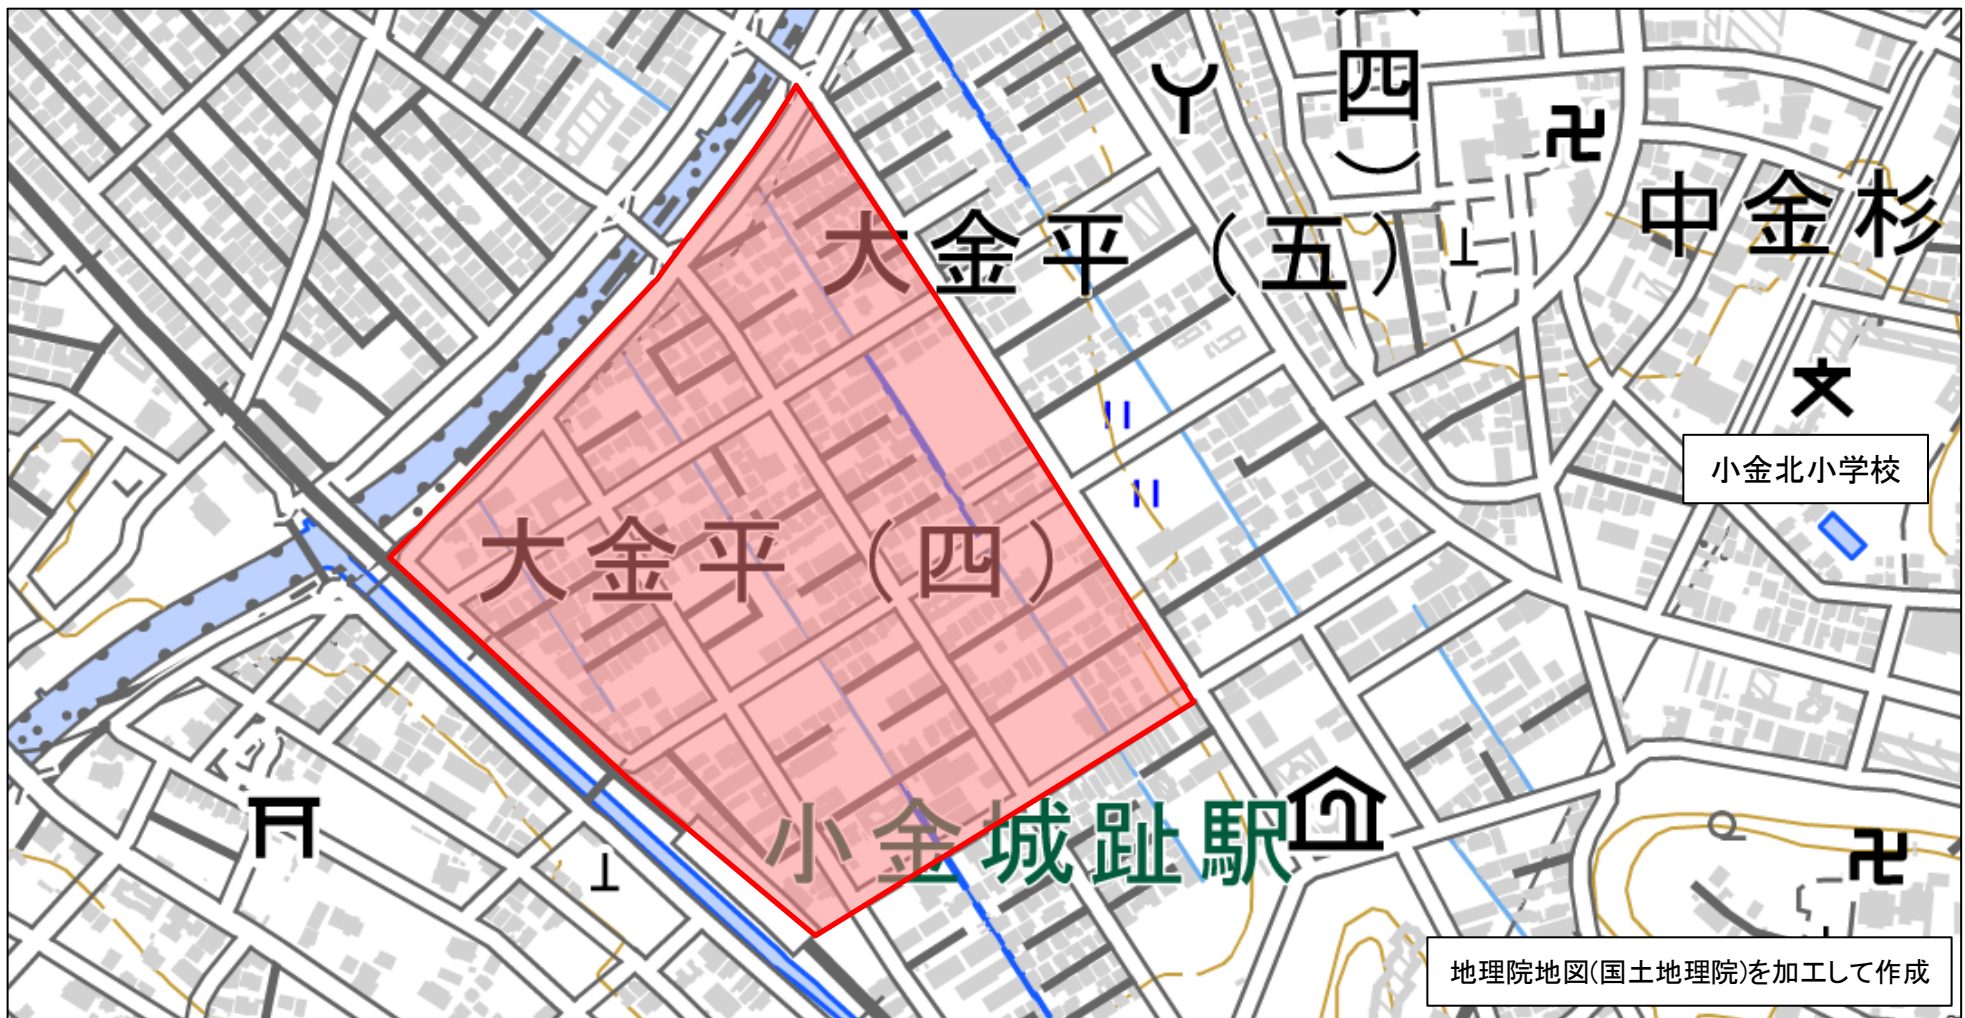 四）
中金杉
大金平（五）
小金北小学校
大金平（四）
小金城趾駅
地理院地図(国土地理院)を加工して作成